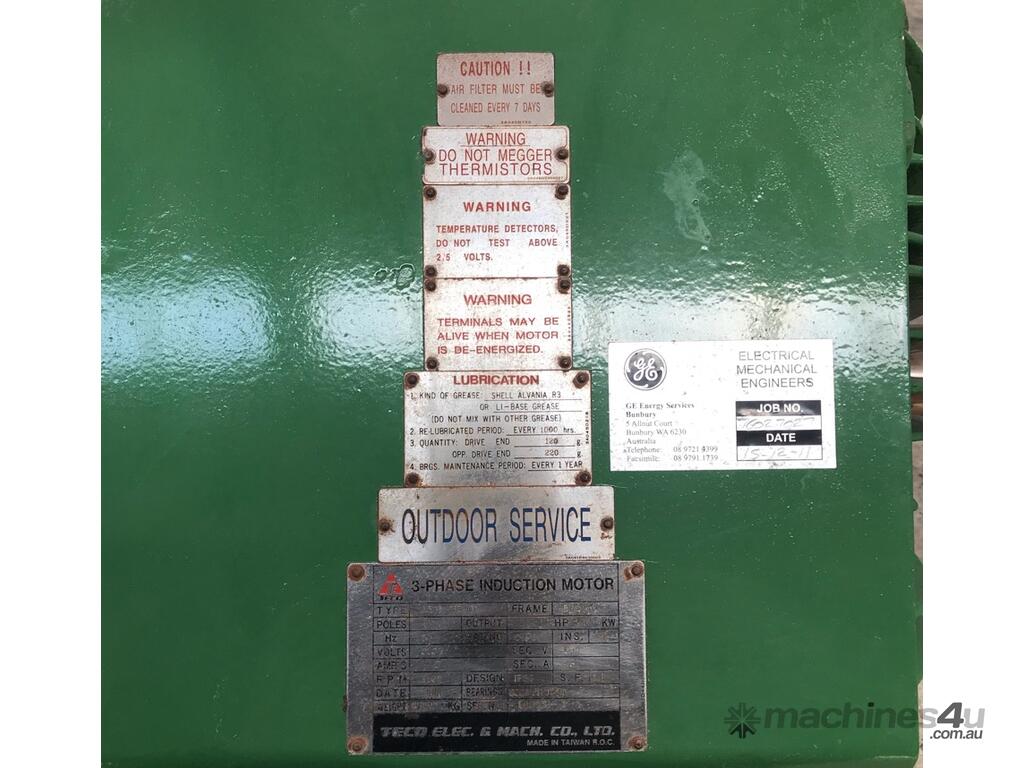 CAUTION !!
AIR FILTER MUST BE
CLEANED EVERY 7 DAYS
WARNING
DO NOT MEGGER
THERMISTORS
WARNING
TEMPERATURE DETECTORS,
DO NOT TEST ABOVE
2.5 VOLTS.
WARNING
TERMINALS MAY BE
ALIVE WHEN MOTOR
IS DE-ENERGIZED.
LUBRICATION
1. KIND OF GREASE: SHELL ALVANIA R3
OR LI-BASE GREASE
(DO NOT MIX WITH OTHER GREASE)
2. RE-LUBRICATED PERIOD: EVERY 1000 hrs.
3. QUANTITY: DRIVE END 120 g
OPP. DRIVE END 220 g
4. BRGS. MAINTENANCE PERIOD: EVERY 1 YEAR
GE
GE Energy Services
Bunbury
5 Allnut Court
Bunbury WA 6230
Australia
Telephone: 08 9721 4399
Facsimile: 08 9791 1739
ELECTRICAL
MECHANICAL
ENGINEERS
JOB NO.
DATE
15-12-11
OUTDOOR SERVICE
TECO
3-PHASE INDUCTION MOTOR
TYPE FRAME
POLES OUTPUT HP KW
Hz INS.
VOLTS SEC. V
AMPS SEC. A
R.P.M. DESIGN S.F.
DATE BEARINGS
WEIGHT KG
TECO ELEC. & MACH. CO., LTD.
MADE IN TAIWAN R.O.C.
machines4u
.com.au